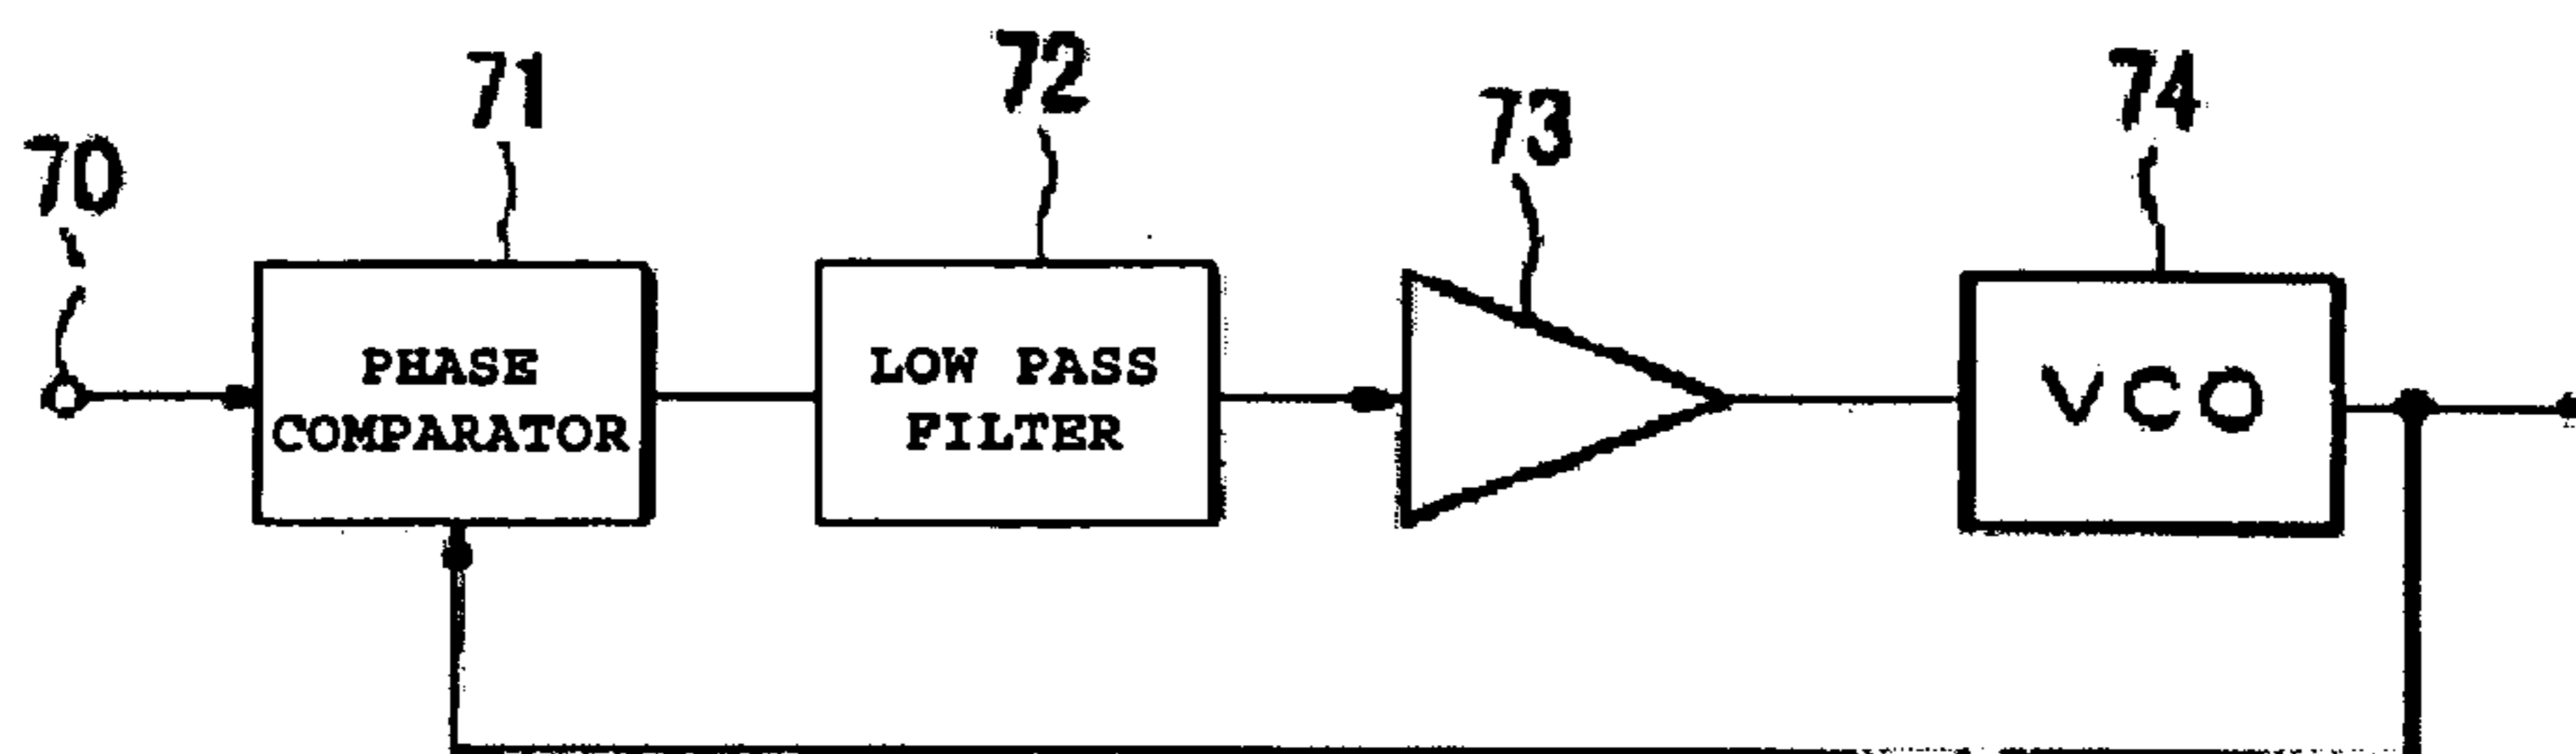 70
71
72
73
74
PHASE
COMPARATOR
LOW PASS
FILTER
VCO